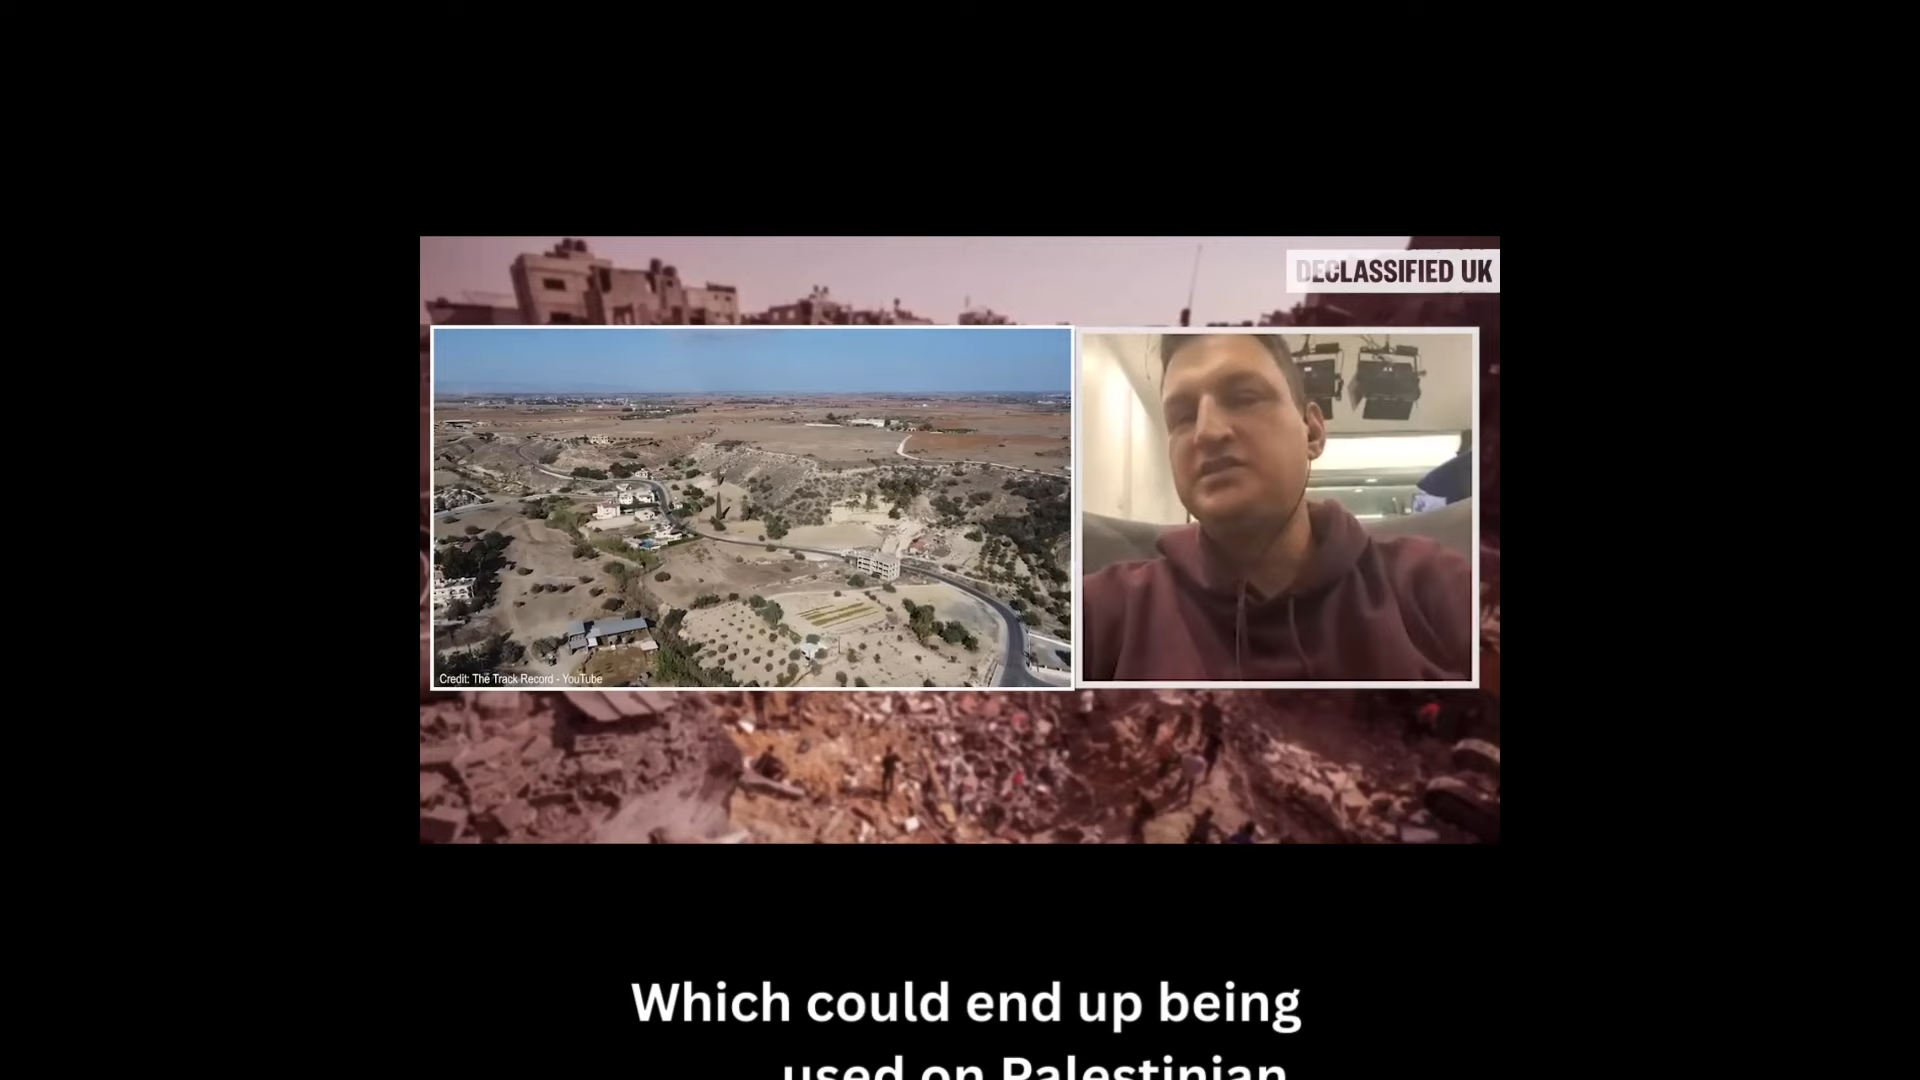 DECLASSIFIED UK
Credit: The Track Record - YouTube
Which could end up being
used on Palestinian